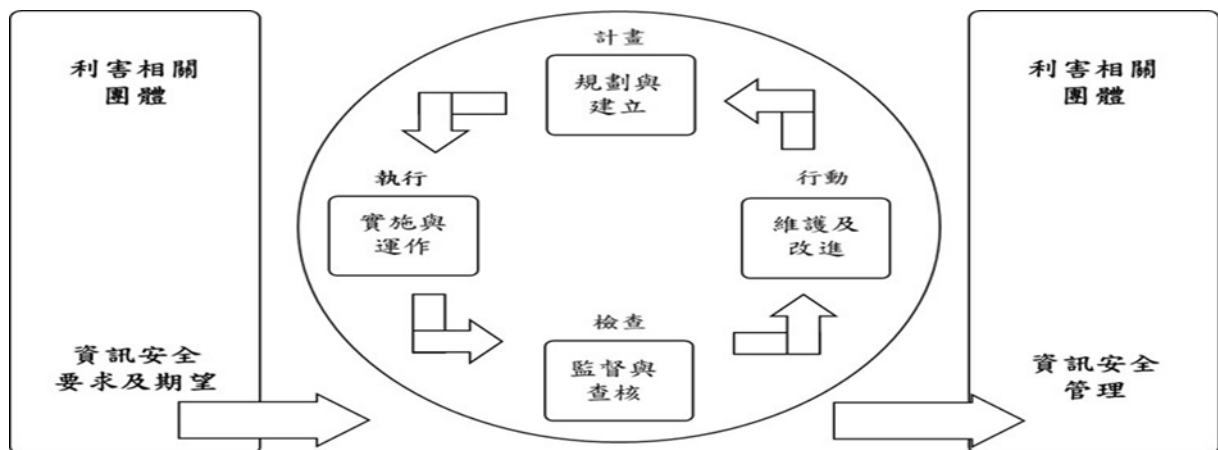 利害相關
團體
資訊安全
要求及期望
計畫
規劃與
建立
執行
實施與
運作
檢查
監督與
查核
行動
維護及
改進
利害相關
團體
資訊安全
管理